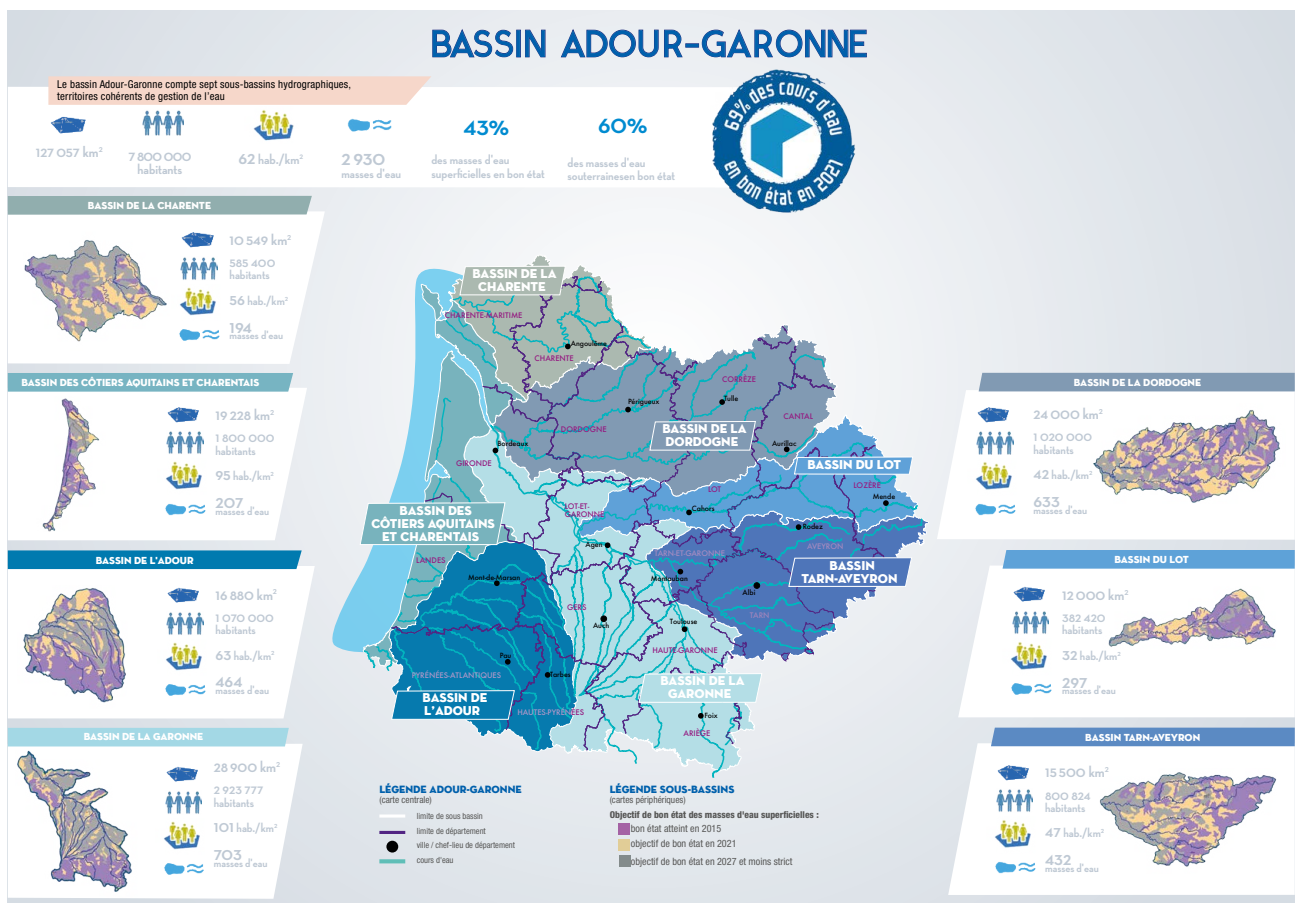 BASSIN ADOUR-GARONNE
Le bassin Adour-Garonne compte sept sous-bassins hydrographiques,
territoires cohérents de gestion de l'eau
127 057 km²
7 800 000
habitants
62 hab./km²
2 930
masses d'eau
43%
des masses d'eau
superficielles en bon état
60%
des masses d'eau
souterrainesen bon état
69% des cours d'eau
en bon état en 2021
BASSIN DE LA CHARENTE
10 549 km²
585 400
habitants
56 hab./km²
194
masses d'eau
BASSIN DES CÔTIERS AQUITAINS ET CHARENTAIS
19 228 km²
1 800 000
habitants
95 hab./km²
207
masses d'eau
BASSIN DE L'ADOUR
16 880 km²
1 070 000
habitants
63 hab./km²
464
masses d'eau
BASSIN DE LA GARONNE
28 900 km²
2 923 777
habitants
101 hab./km²
703
masses d'eau
BASSIN DE LA
CHARENTE
CHARENTE-MARITIME
Angoulême
CHARENTE
CORRÈZE
Périgueux
Tulle
CANTAL
DORDOGNE
BASSIN DE LA
DORDOGNE
Aurillac
Bordeaux
GIRONDE
BASSIN DU LOT
LOT
LOZÈRE
Mende
LOT-ET-
GARONNE
Cahors
BASSIN DES
CÔTIERS AQUITAINS
ET CHARENTAIS
Rodez
Agen
TARN-ET-GARONNE
AVEYRON
LANDES
BASSIN
TARN-AVEYRON
Mont-de-Marsan
Montauban
Albi
GERS
Auch
TARN
Toulouse
HAUTE-GARONNE
Pau
PYRÉNÉES-ATLANTIQUES
Tarbes
BASSIN DE LA
GARONNE
BASSIN DE
L'ADOUR
HAUTES-PYRÉNÉES
Foix
ARIÈGE
LÉGENDE ADOUR-GARONNE
(carte centrale)
limite de sous bassin
limite de département
ville / chef-lieu de département
cours d'eau
LÉGENDE SOUS-BASSINS
(cartes périphériques)
Objectif de bon état des masses d'eau superficielles :
bon état atteint en 2015
objectif de bon état en 2021
objectif de bon état en 2027 et moins strict
BASSIN DE LA DORDOGNE
24 000 km²
1 020 000
habitants
42 hab./km²
633
masses d'eau
BASSIN DU LOT
12 000 km²
382 420
habitants
32 hab./km²
297
masses d'eau
BASSIN TARN-AVEYRON
15 500 km²
800 824
habitants
47 hab./km²
432
masses d'eau